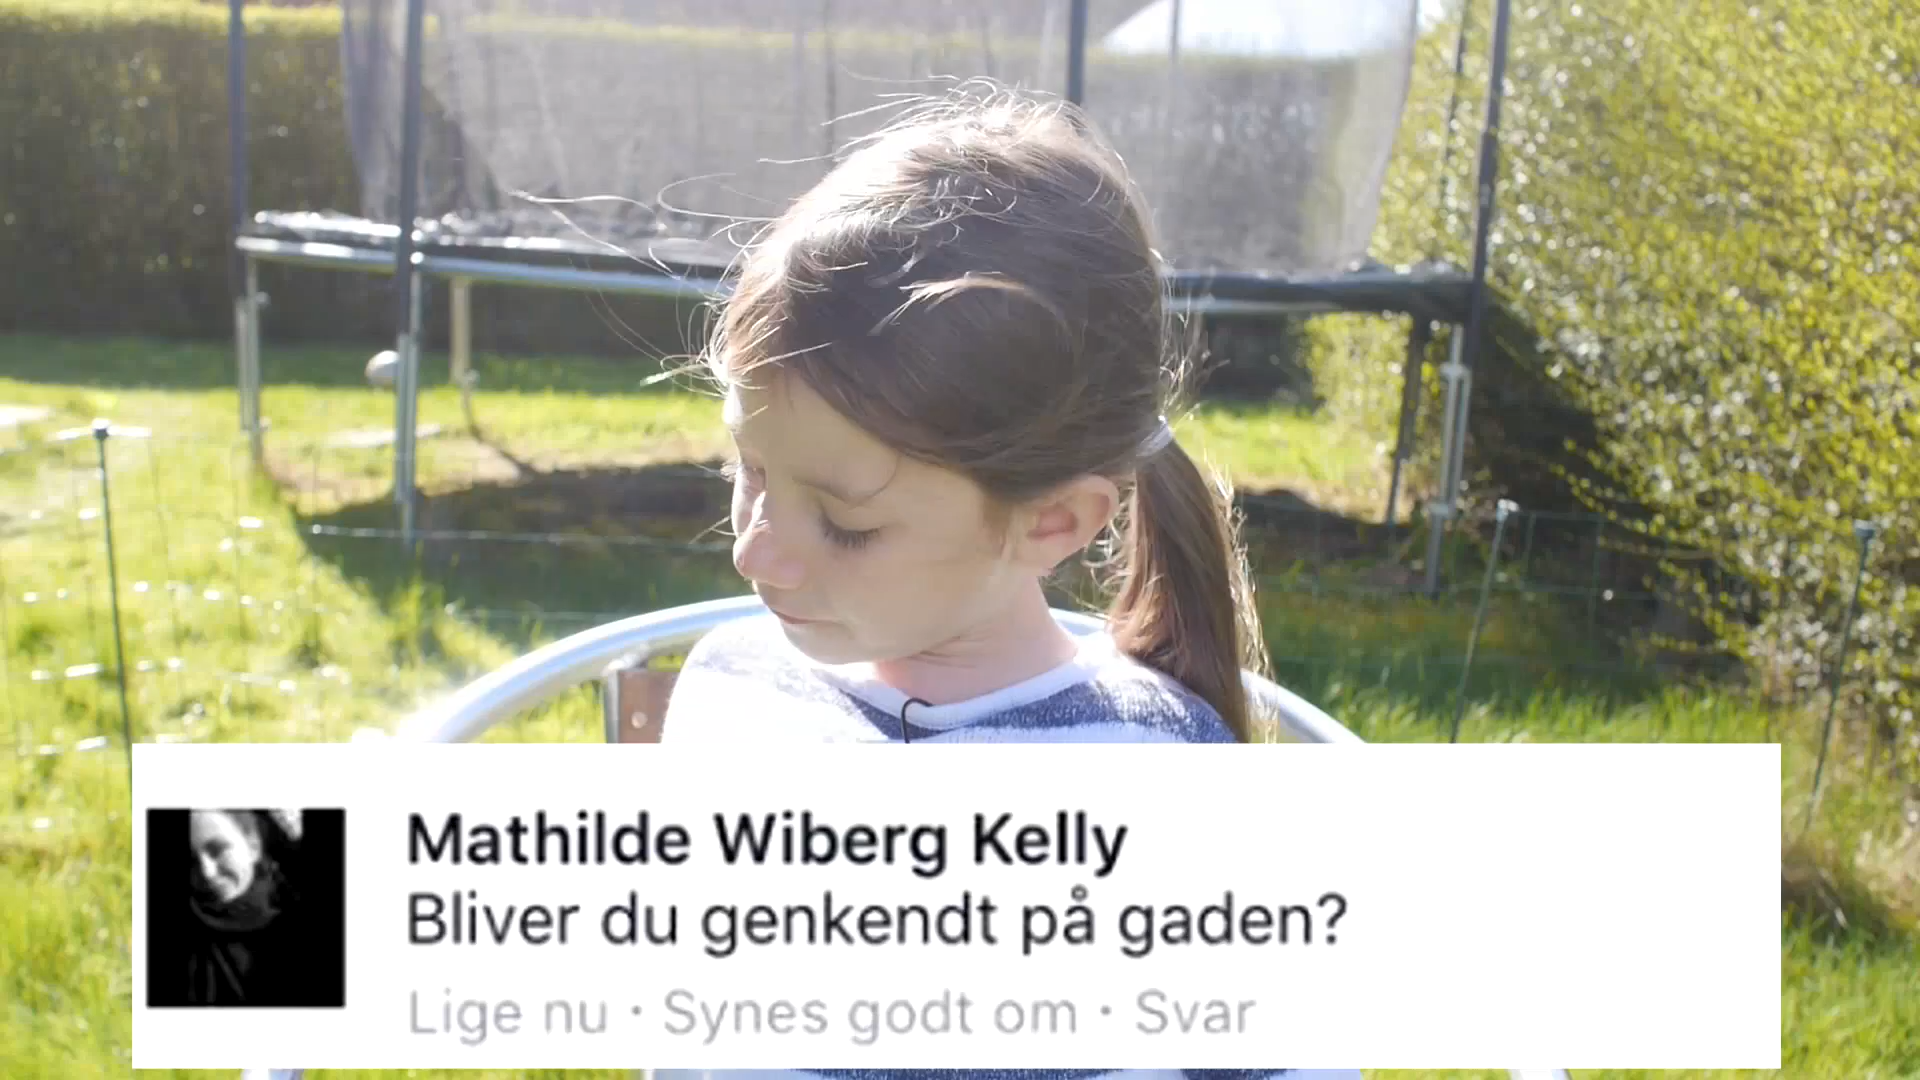 Mathilde Wiberg Kelly
Bliver du genkendt på gaden?
Lige nu · Synes godt om · Svar